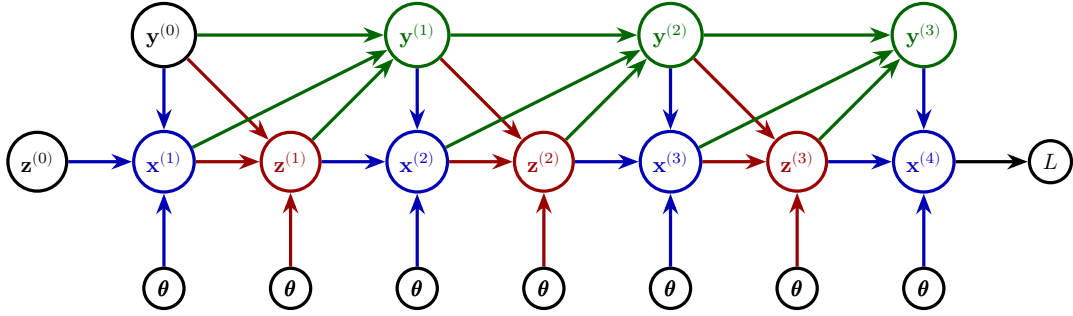 y⁽⁰⁾ y⁽¹⁾ y⁽²⁾ y⁽³⁾
z⁽⁰⁾ x⁽¹⁾ z⁽¹⁾ x⁽²⁾ z⁽²⁾ x⁽³⁾ z⁽³⁾ x⁽⁴⁾ L
θ θ θ θ θ θ θ